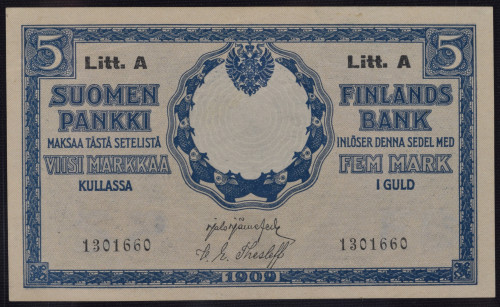 5 5
Litt. A Litt. A
SUOMEN
PANKKI
MAKSAA TÄSTÄ SETELISTÄ
VIISI MARKKAA
KULLASSA
FINLANDS
BANK
INLÖSER DENNA SEDEL MED
FEM MARK
I GULD
1301660 1301660
1909